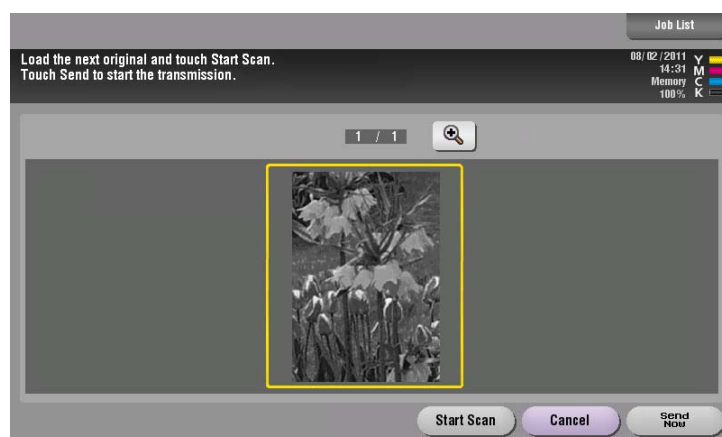 Job List
Load the next original and touch Start Scan.
Touch Send to start the transmission.
08/02/2011
14:31
Memory
100%
Y
M
C
K
1 / 1
Start Scan
Cancel
Send
Now